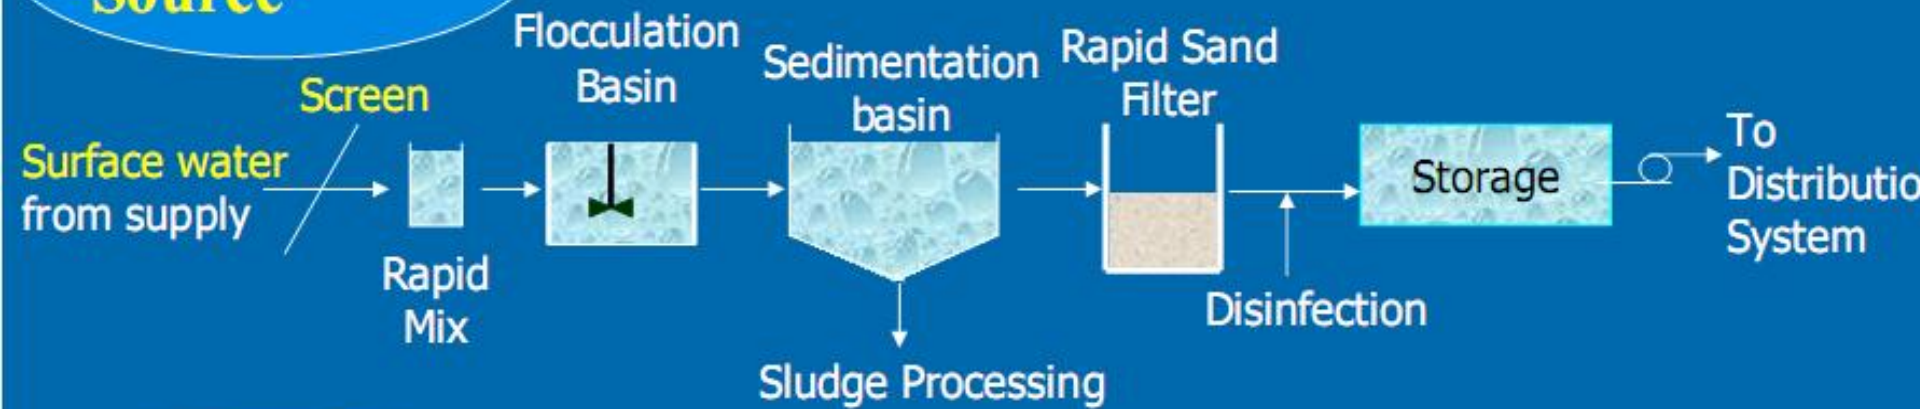 Source
Flocculation
Basin
Sedimentation
basin
Rapid Sand
Filter
Screen
Surface water
from supply
Rapid
Mix
Storage
To
Distributio
System
Disinfection
Sludge Processing